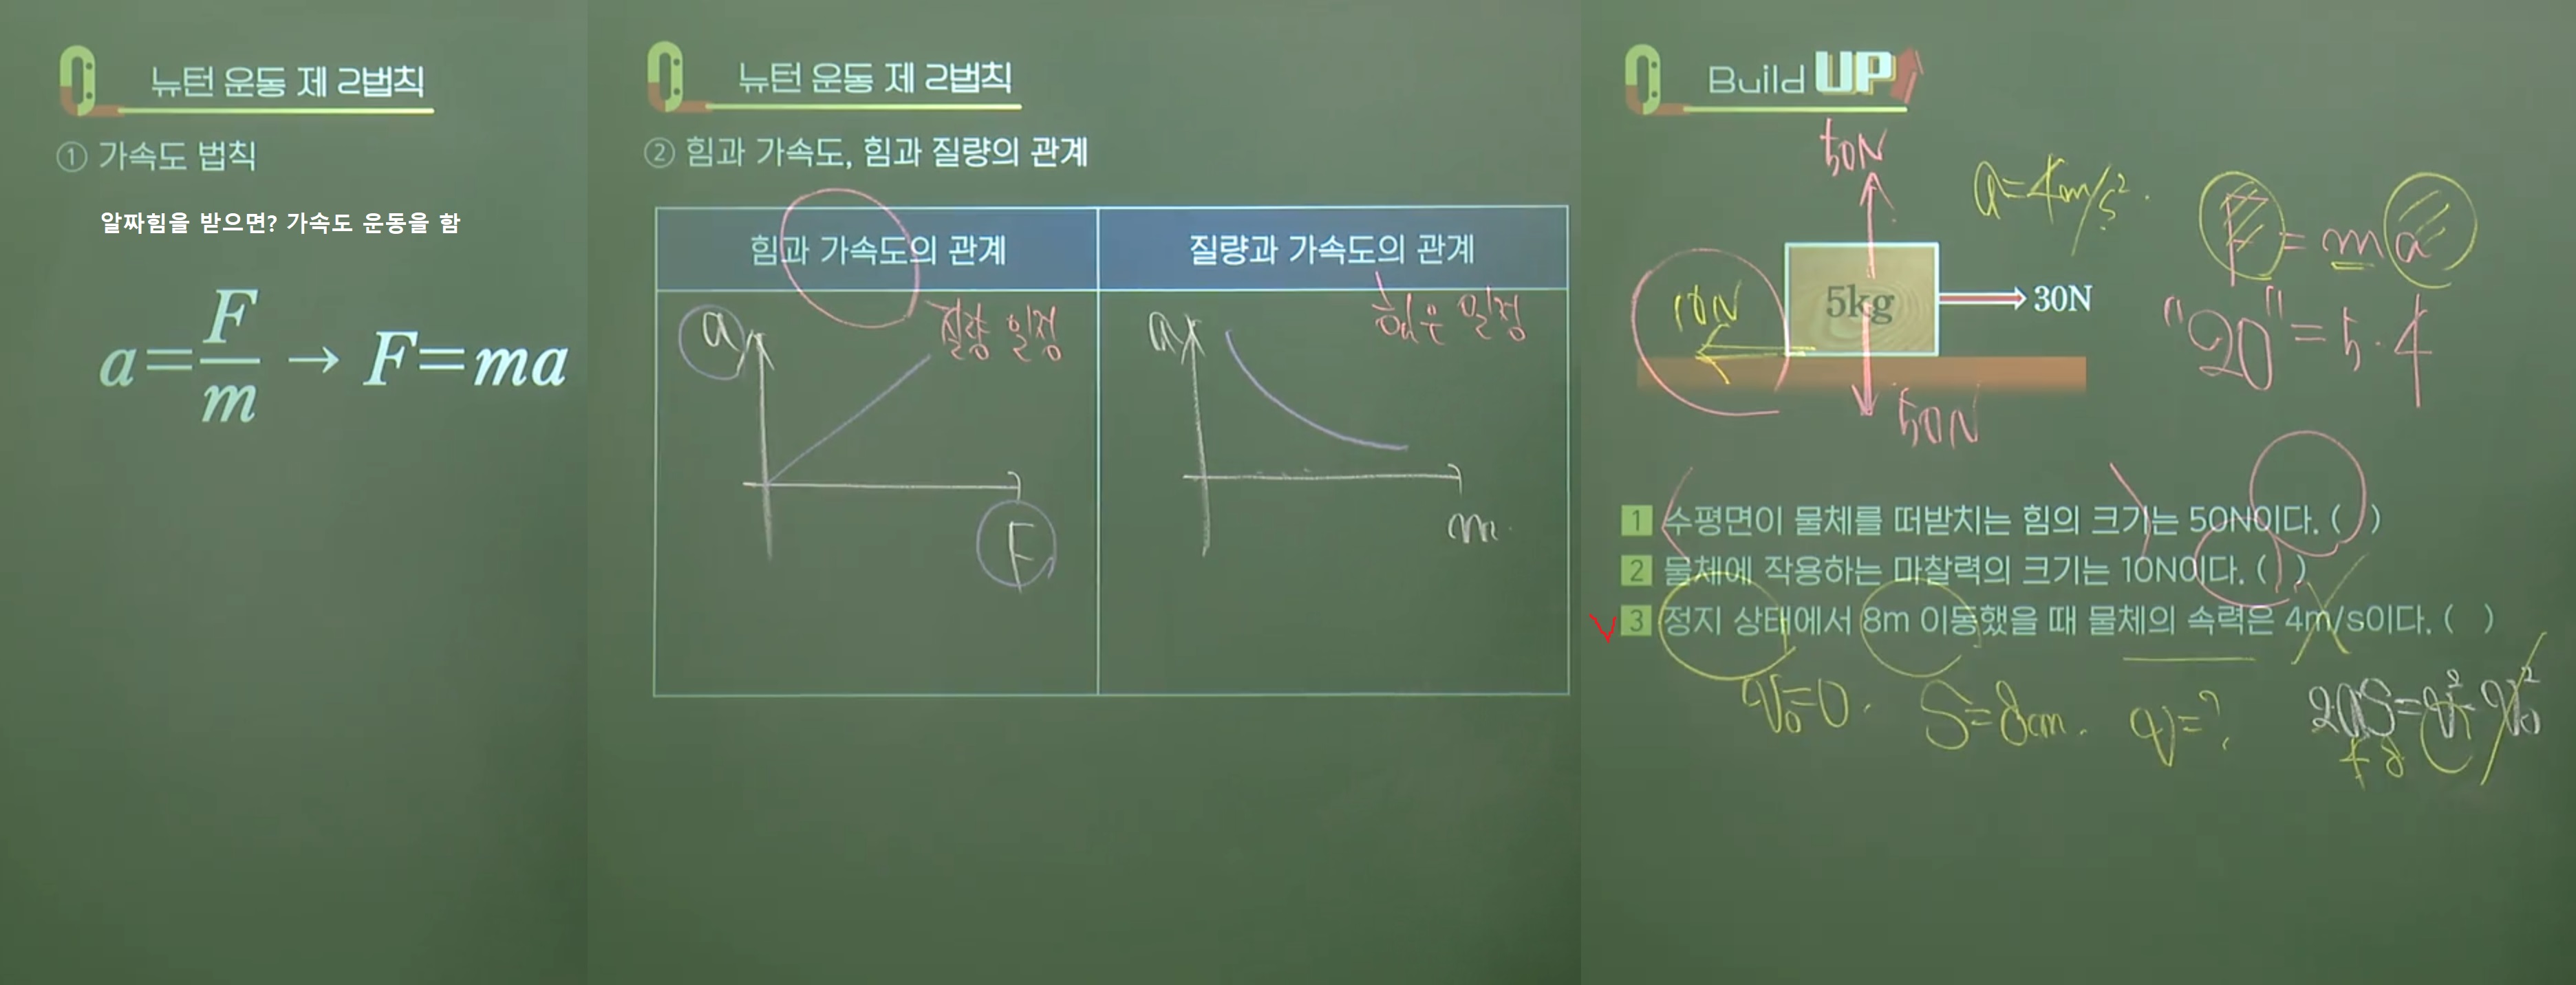 뉴턴 운동 제 2법칙
① 가속도 법칙
알짜힘을 받으면? 가속도 운동을 함
a=F/m → F=ma
뉴턴 운동 제 2법칙
② 힘과 가속도, 힘과 질량의 관계
힘과 가속도의 관계
질량 일정
a
F
질량과 가속도의 관계
힘은 일정
a
m
Build UP
50N
a=4m/s².
F=ma
10N
5kg
30N
"20"=5·4
50N
1 수평면이 물체를 떠받치는 힘의 크기는 50N이다. ( )
2 물체에 작용하는 마찰력의 크기는 10N이다. ( )
V 3 정지 상태에서 8m 이동했을 때 물체의 속력은 4m/s이다. ( )
v₀=0. S=8m. v=? 2aS=v²-v₀²
4 8